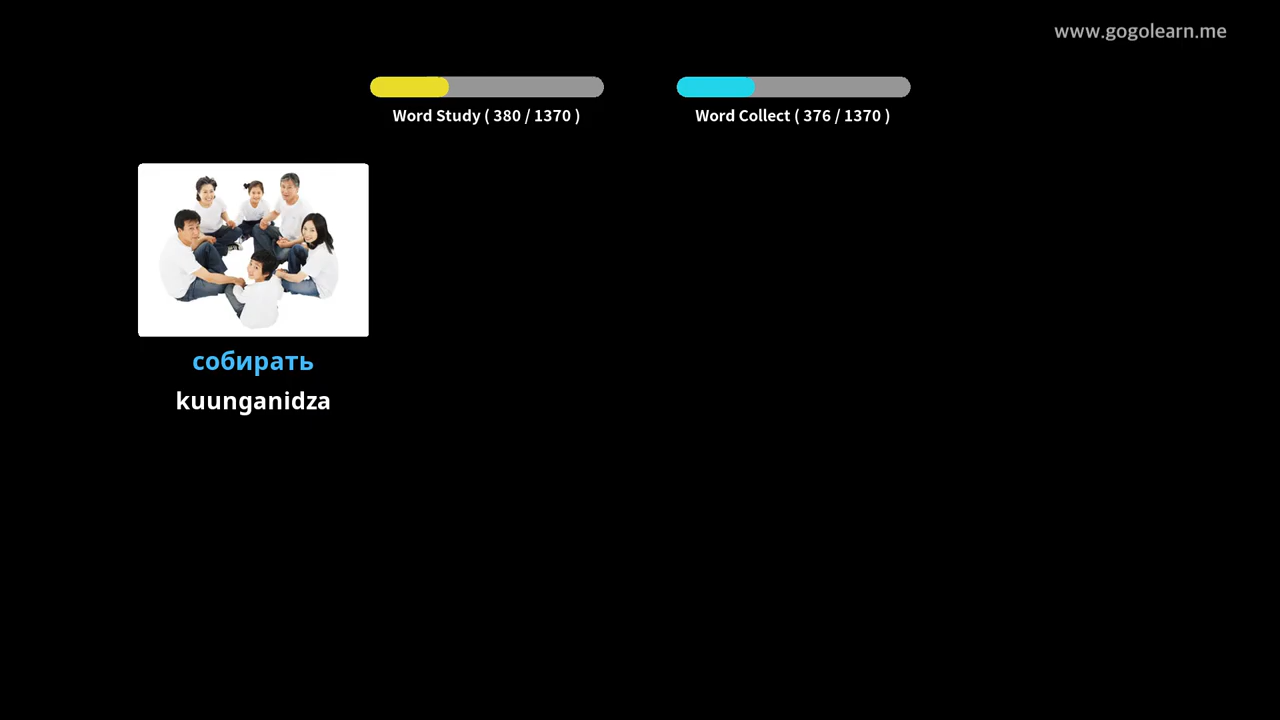 www.gogolearn.me
Word Study ( 380 / 1370 )
Word Collect ( 376 / 1370 )
собирать
kuunganidza